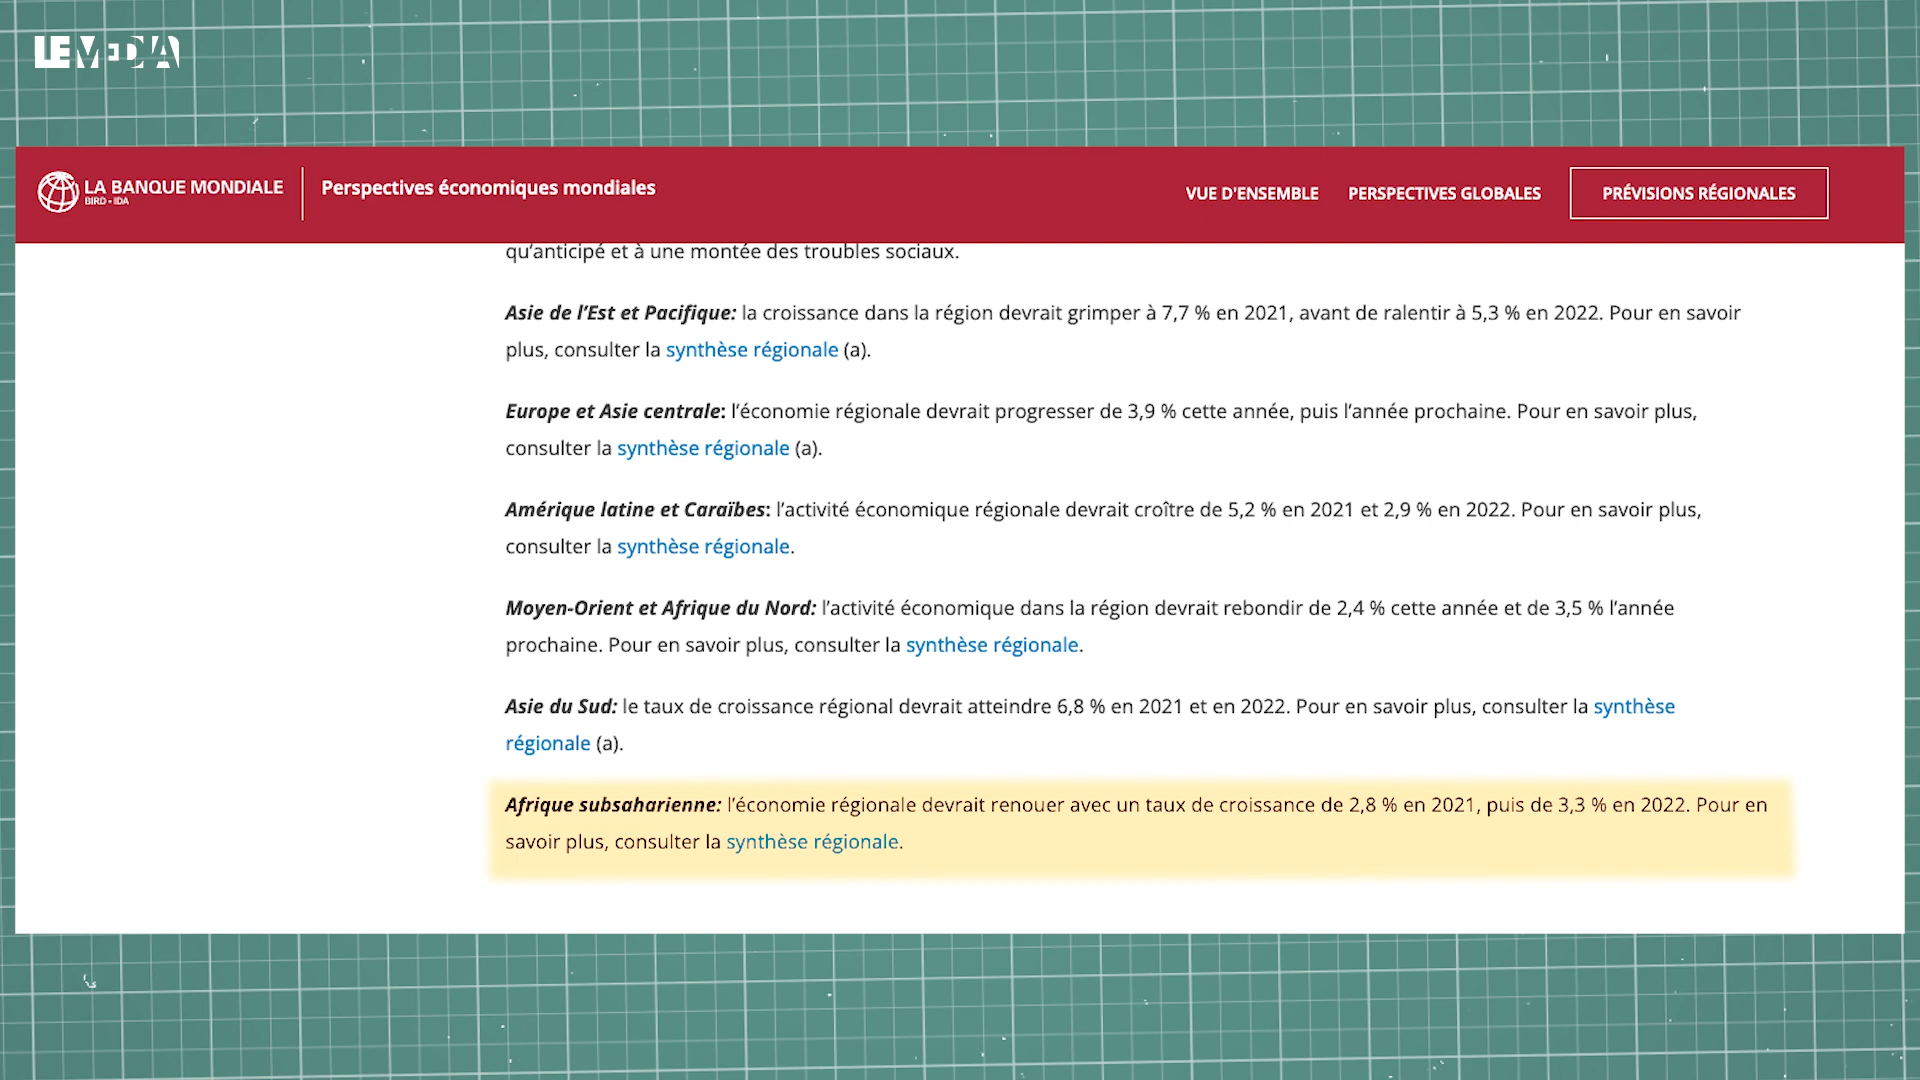 LEMEDIA
LA BANQUE MONDIALE
BIRD • IDA
Perspectives économiques mondiales
VUE D'ENSEMBLE
PERSPECTIVES GLOBALES
PRÉVISIONS RÉGIONALES
qu’anticipé et à une montée des troubles sociaux.
Asie de l’Est et Pacifique: la croissance dans la région devrait grimper à 7,7 % en 2021, avant de ralentir à 5,3 % en 2022. Pour en savoir
plus, consulter la synthèse régionale (a).
Europe et Asie centrale: l’économie régionale devrait progresser de 3,9 % cette année, puis l’année prochaine. Pour en savoir plus,
consulter la synthèse régionale (a).
Amérique latine et Caraïbes: l’activité économique régionale devrait croître de 5,2 % en 2021 et 2,9 % en 2022. Pour en savoir plus,
consulter la synthèse régionale.
Moyen-Orient et Afrique du Nord: l’activité économique dans la région devrait rebondir de 2,4 % cette année et de 3,5 % l’année
prochaine. Pour en savoir plus, consulter la synthèse régionale.
Asie du Sud: le taux de croissance régional devrait atteindre 6,8 % en 2021 et en 2022. Pour en savoir plus, consulter la synthèse
régionale (a).
Afrique subsaharienne: l’économie régionale devrait renouer avec un taux de croissance de 2,8 % en 2021, puis de 3,3 % en 2022. Pour en
savoir plus, consulter la synthèse régionale.